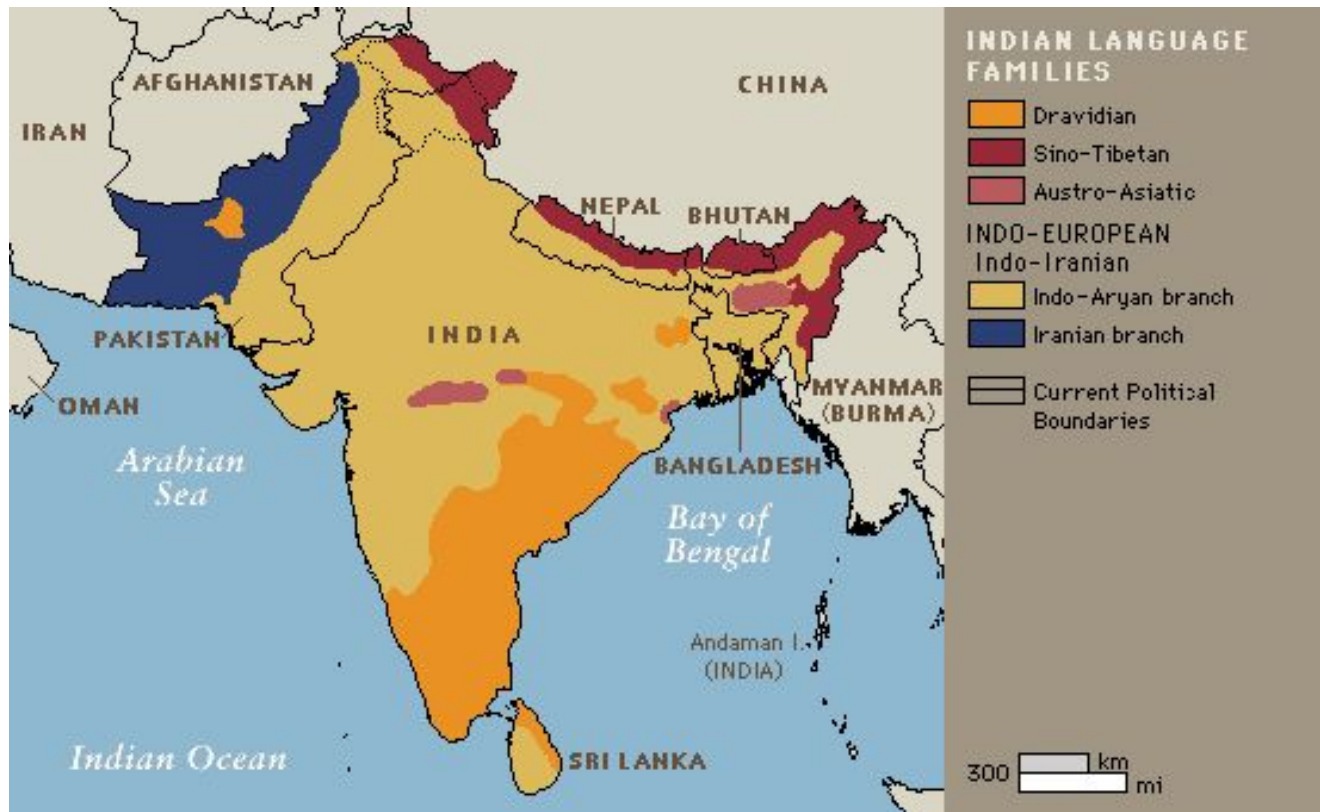 INDIAN LANGUAGE
FAMILIES
Dravidian
Sino-Tibetan
Austro-Asiatic
INDO-EUROPEAN
Indo-Iranian
Indo-Aryan branch
Iranian branch
Current Political
Boundaries
AFGHANISTAN
CHINA
IRAN
NEPAL
BHUTAN
PAKISTAN
INDIA
OMAN
MYANMAR
(BURMA)
Arabian
Sea
BANGLADESH
Bay of
Bengal
Andaman I.
(INDIA)
Indian Ocean
SRI LANKA
300 km
mi